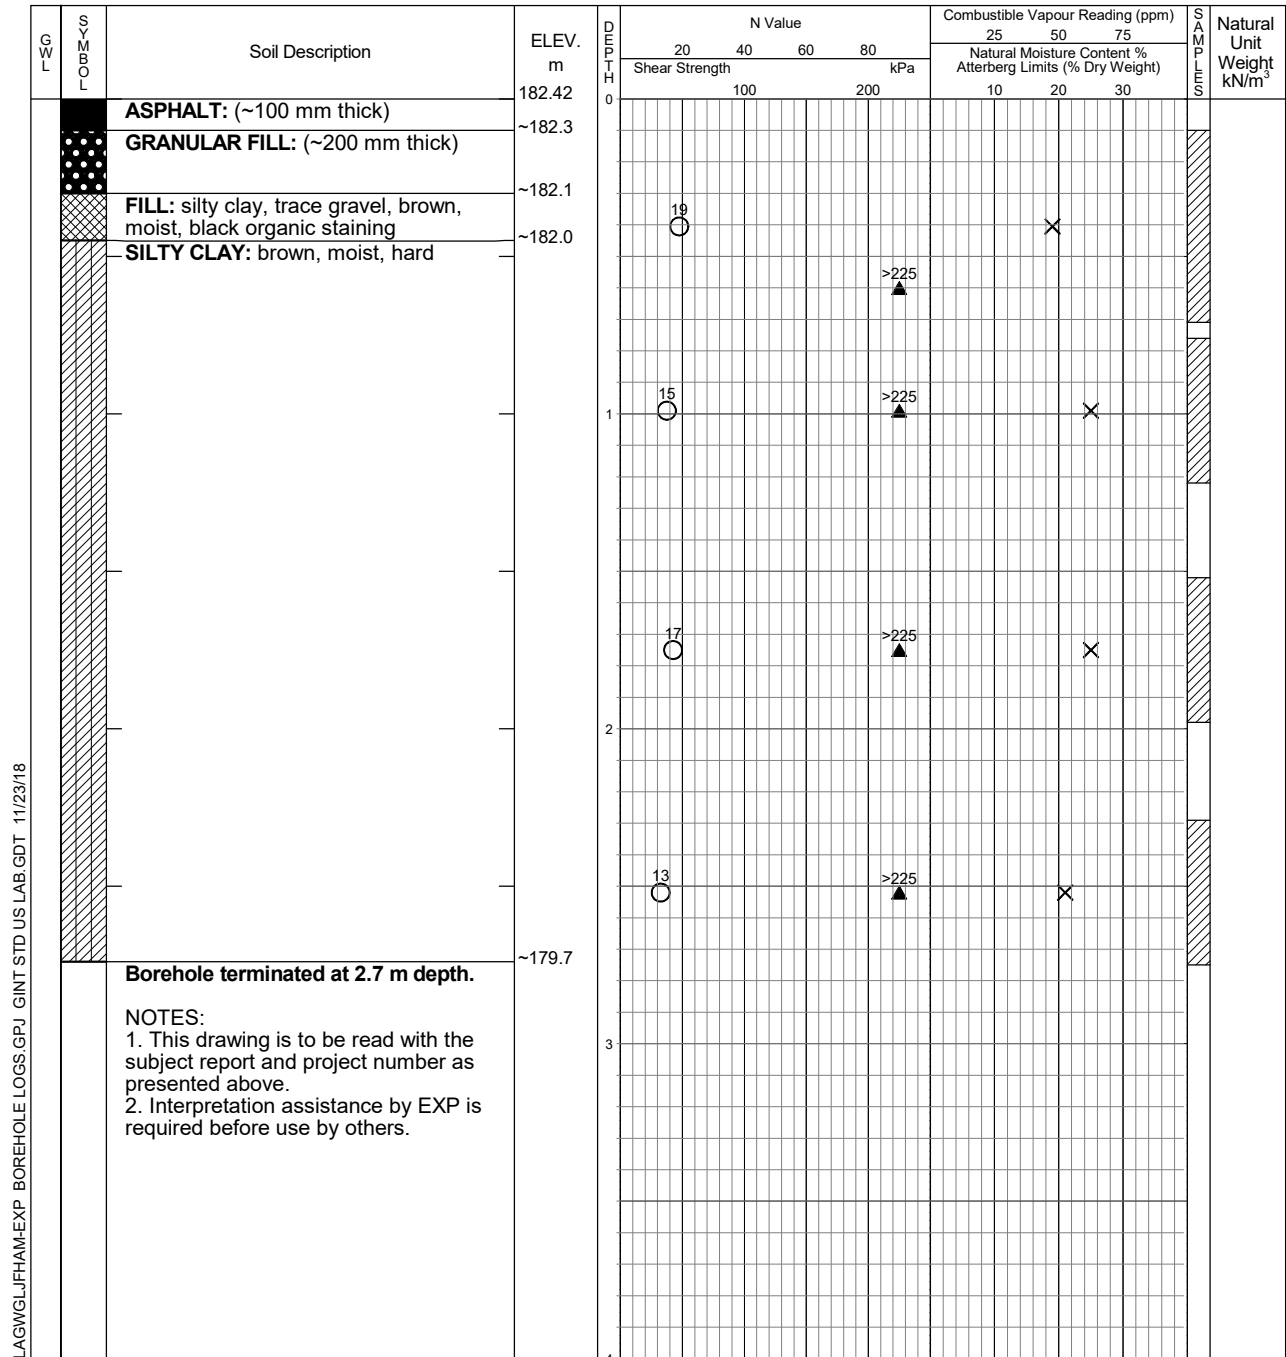 GWL
SYMBOL
Soil Description
ELEV.
m
182.42
DEPTH
N Value
20 40 60 80
Shear Strength kPa
100 200
Combustible Vapour Reading (ppm)
25 50 75
Natural Moisture Content %
Atterberg Limits (% Dry Weight)
10 20 30
SAMPLES
Natural
Unit
Weight
kN/m³
0
ASPHALT: (~100 mm thick)
~182.3
GRANULAR FILL: (~200 mm thick)
~182.1
FILL: silty clay, trace gravel, brown,
moist, black organic staining
19
~182.0
SILTY CLAY: brown, moist, hard
>225
15 >225
1
17 >225
2
13 >225
~179.7
Borehole terminated at 2.7 m depth.
NOTES:
1. This drawing is to be read with the
subject report and project number as
presented above.
2. Interpretation assistance by EXP is
required before use by others.
3
LAGWGLJFHAM-EXP BOREHOLE LOGS.GPJ GINT STD US LAB.GDT 11/23/18